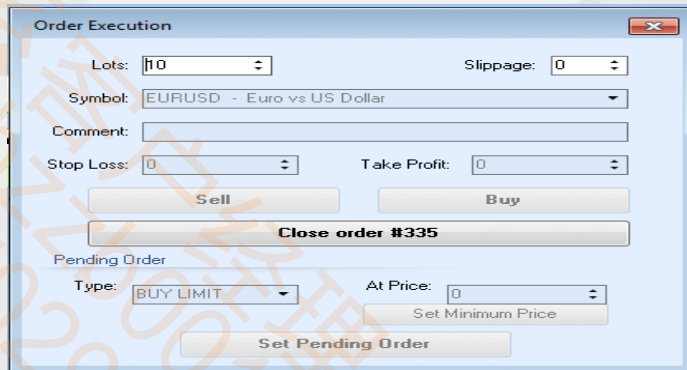 Order Execution
Lots: 10 Slippage: 0
Symbol: EURUSD - Euro vs US Dollar
Comment:
Stop Loss: 0 Take Profit: 0
Sell Buy
Close order #335
Pending Order
Type: BUY LIMIT At Price: 0
Set Minimum Price
Set Pending Order